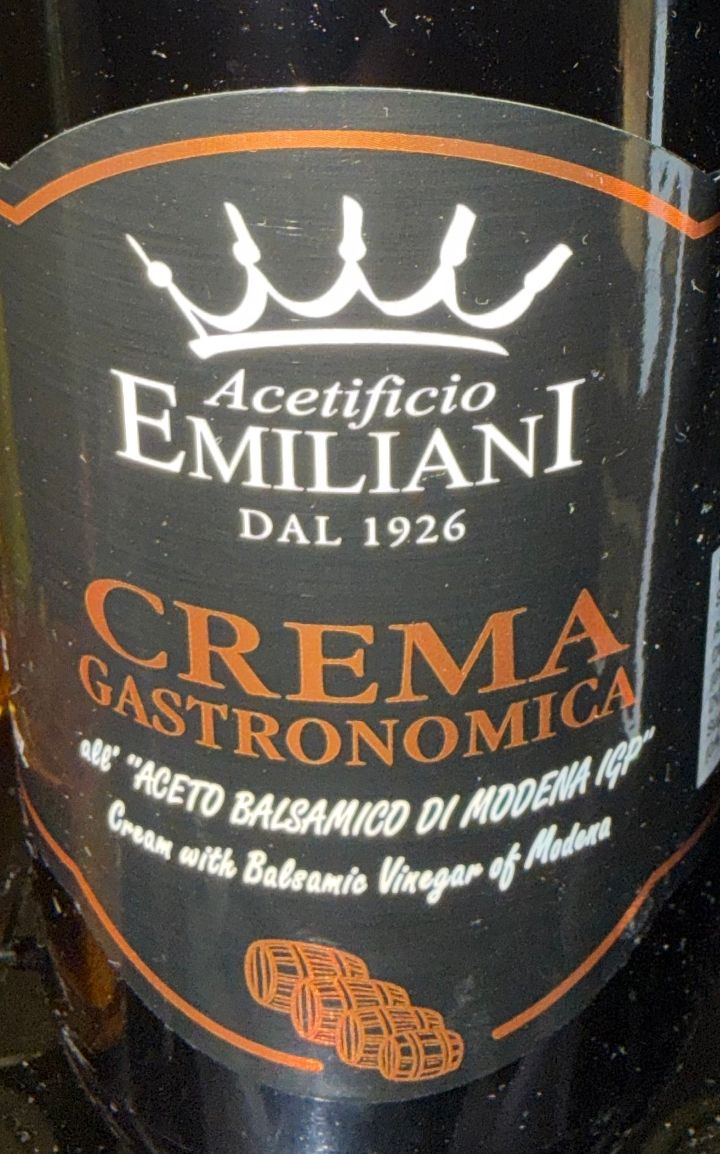 Acetificio
EMILIANI
DAL 1926
CREMA
GASTRONOMICA
all' "ACETO BALSAMICO DI MODENA IGP"
Cream with Balsamic Vinegar of Modena